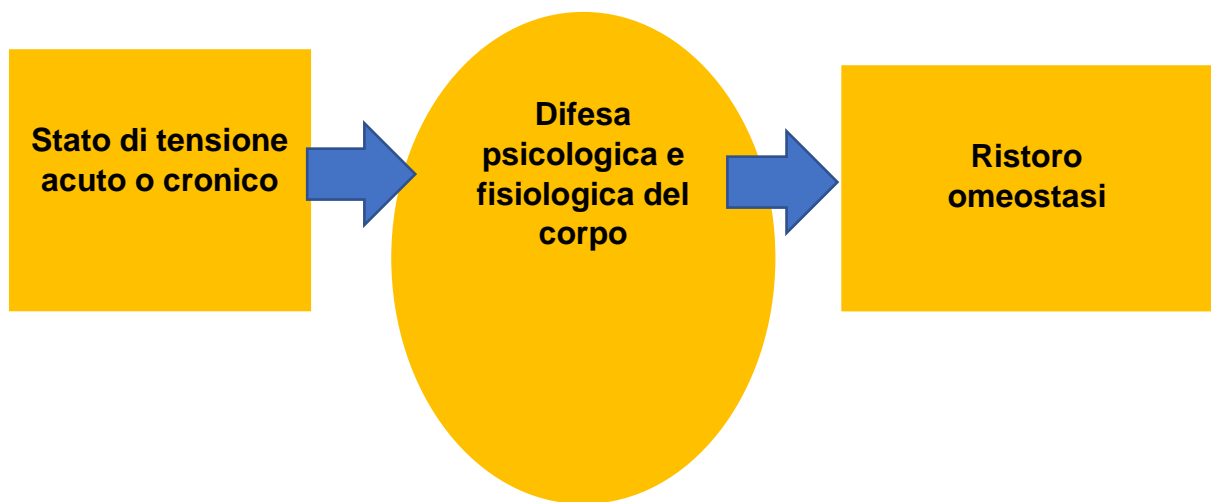 Stato di tensione
acuto o cronico
Difesa
psicologica e
fisiologica del
corpo
Ristoro
omeostasi